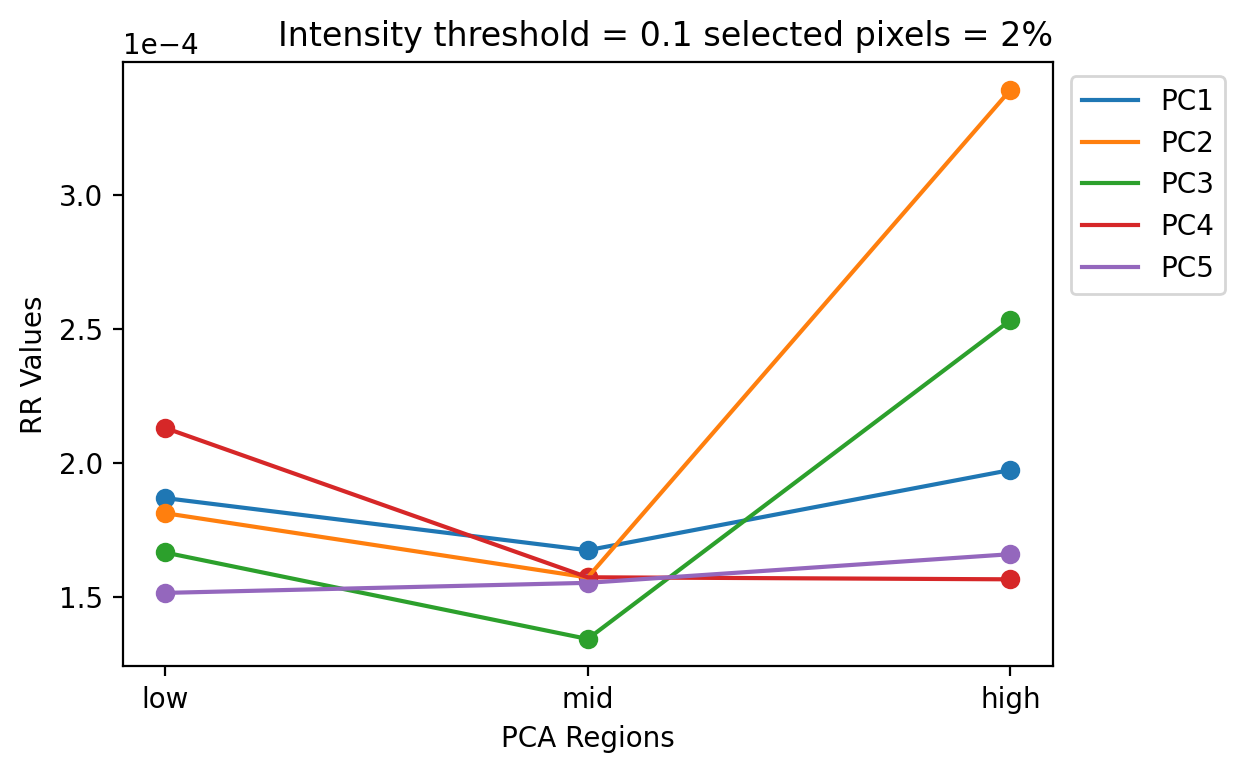 Intensity threshold = 0.1 selected pixels = 2%
1e−4
3.0
2.5
2.0
1.5
RR Values
low
mid
high
PCA Regions
PC1
PC2
PC3
PC4
PC5